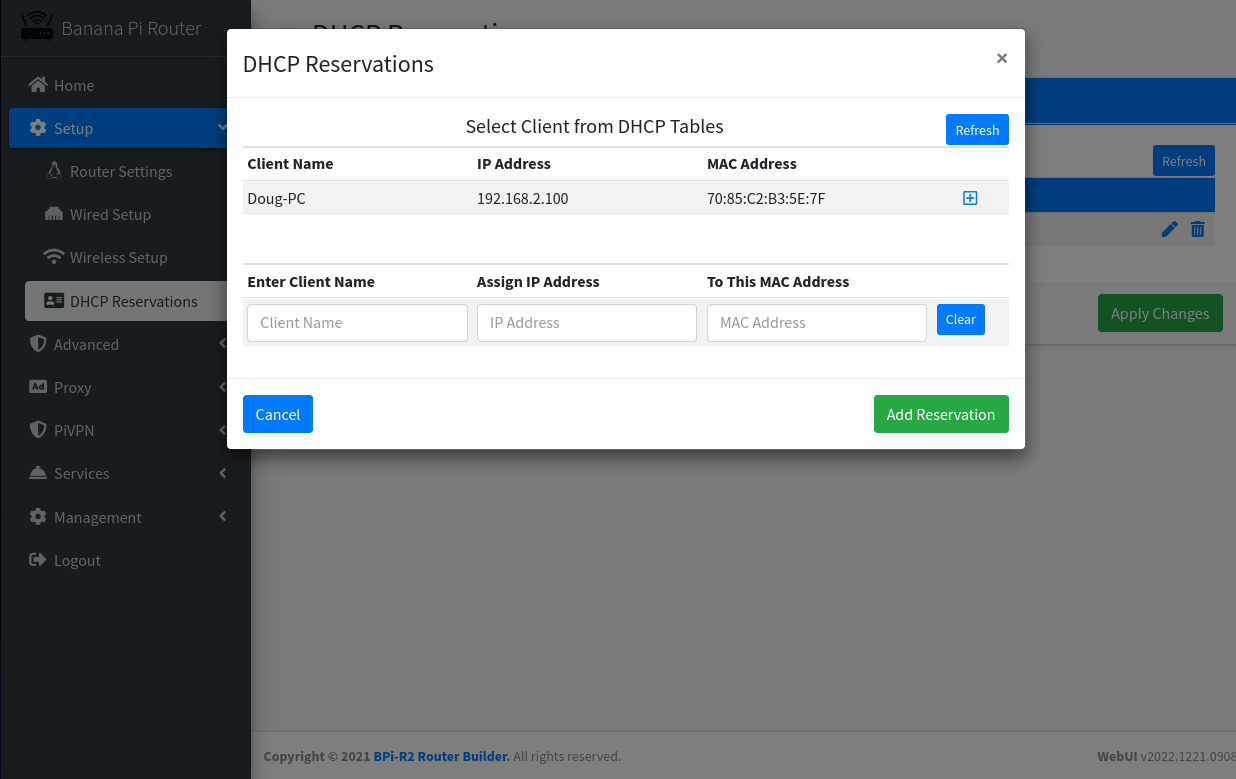 Banana Pi Router
Home
Setup
Router Settings
Wired Setup
Wireless Setup
DHCP Reservations
Advanced
Ad Proxy
PiVPN
Services
Management
Logout
DHCP Reservations
×
Select Client from DHCP Tables
Refresh
Client Name IP Address MAC Address
Doug-PC 192.168.2.100 70:85:C2:B3:5E:7F
Enter Client Name Assign IP Address To This MAC Address
Client Name IP Address MAC Address Clear
Cancel Add Reservation
Refresh
Apply Changes
Copyright © 2021 BPi-R2 Router Builder. All rights reserved.
WebUI v2022.1221.0908